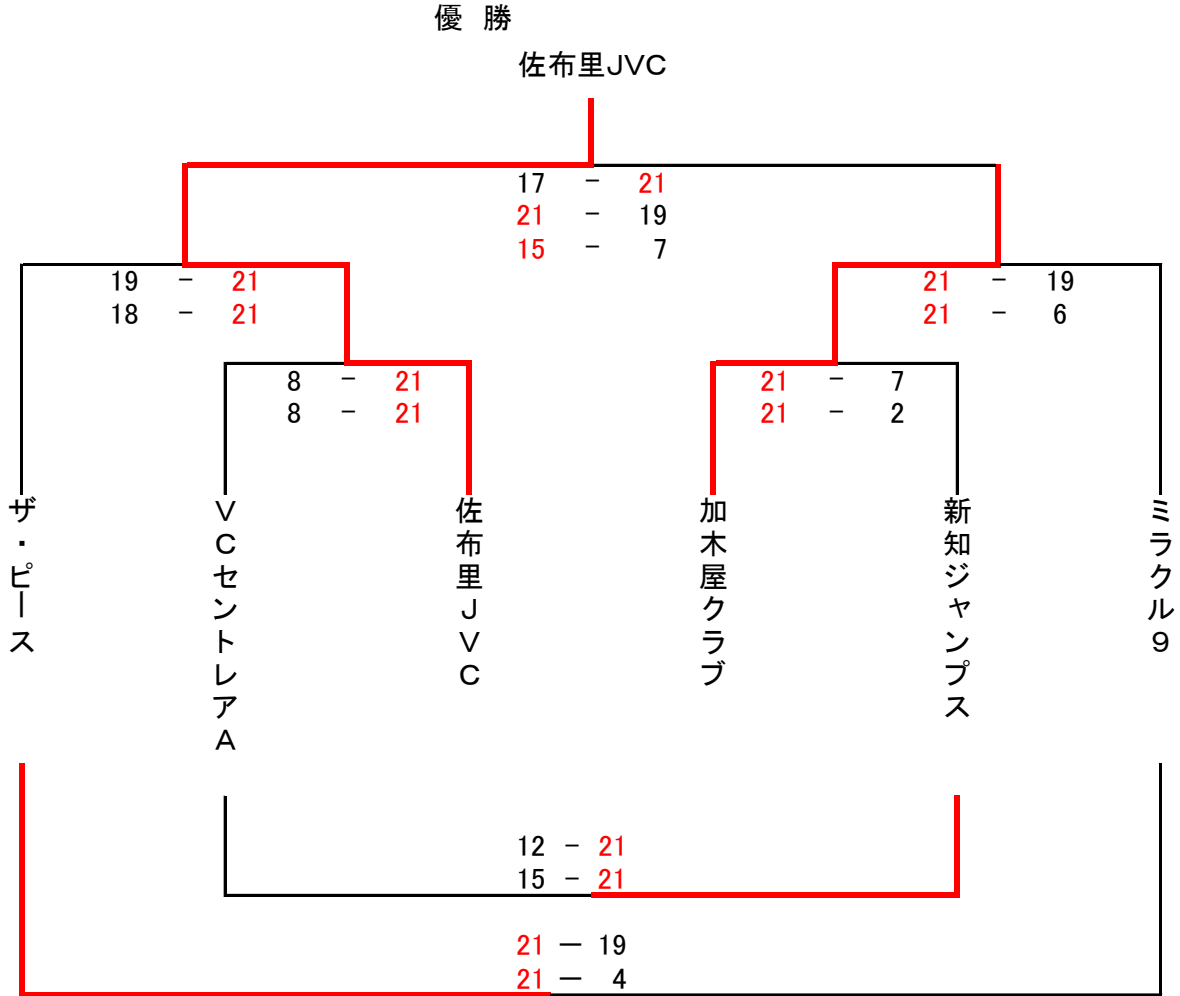 優 勝
佐布里JVC
17 - 21
21 - 19
15 - 7
19 - 21
18 - 21
21 - 19
21 - 6
8 - 21
8 - 21
21 - 7
21 - 2
ザ・ピース
VCセントレアA
佐布里JVC
加木屋クラブ
新知ジャンプス
ミラクル9
12 - 21
15 - 21
21 ― 19
21 ― 4